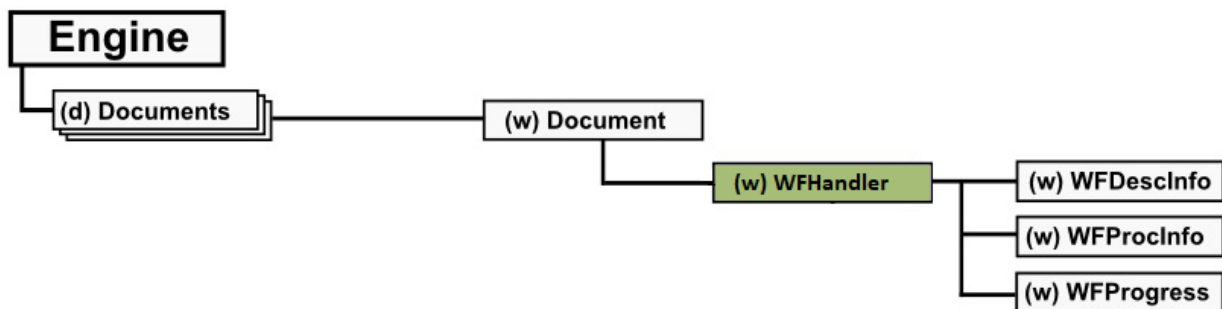 Engine
(d) Documents
(w) Document
(w) WFHandler
(w) WFDescInfo
(w) WFProcInfo
(w) WFProgress